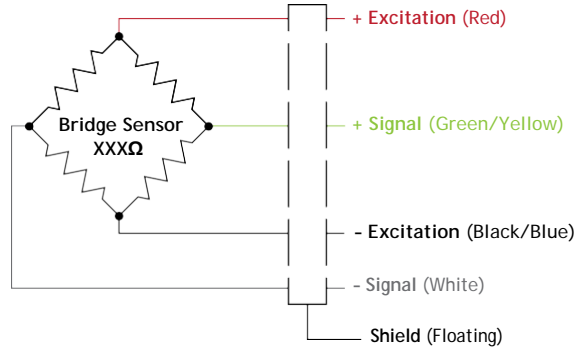 + Excitation (Red)
Bridge Sensor
XXXΩ
+ Signal (Green/Yellow)
- Excitation (Black/Blue)
- Signal (White)
Shield (Floating)